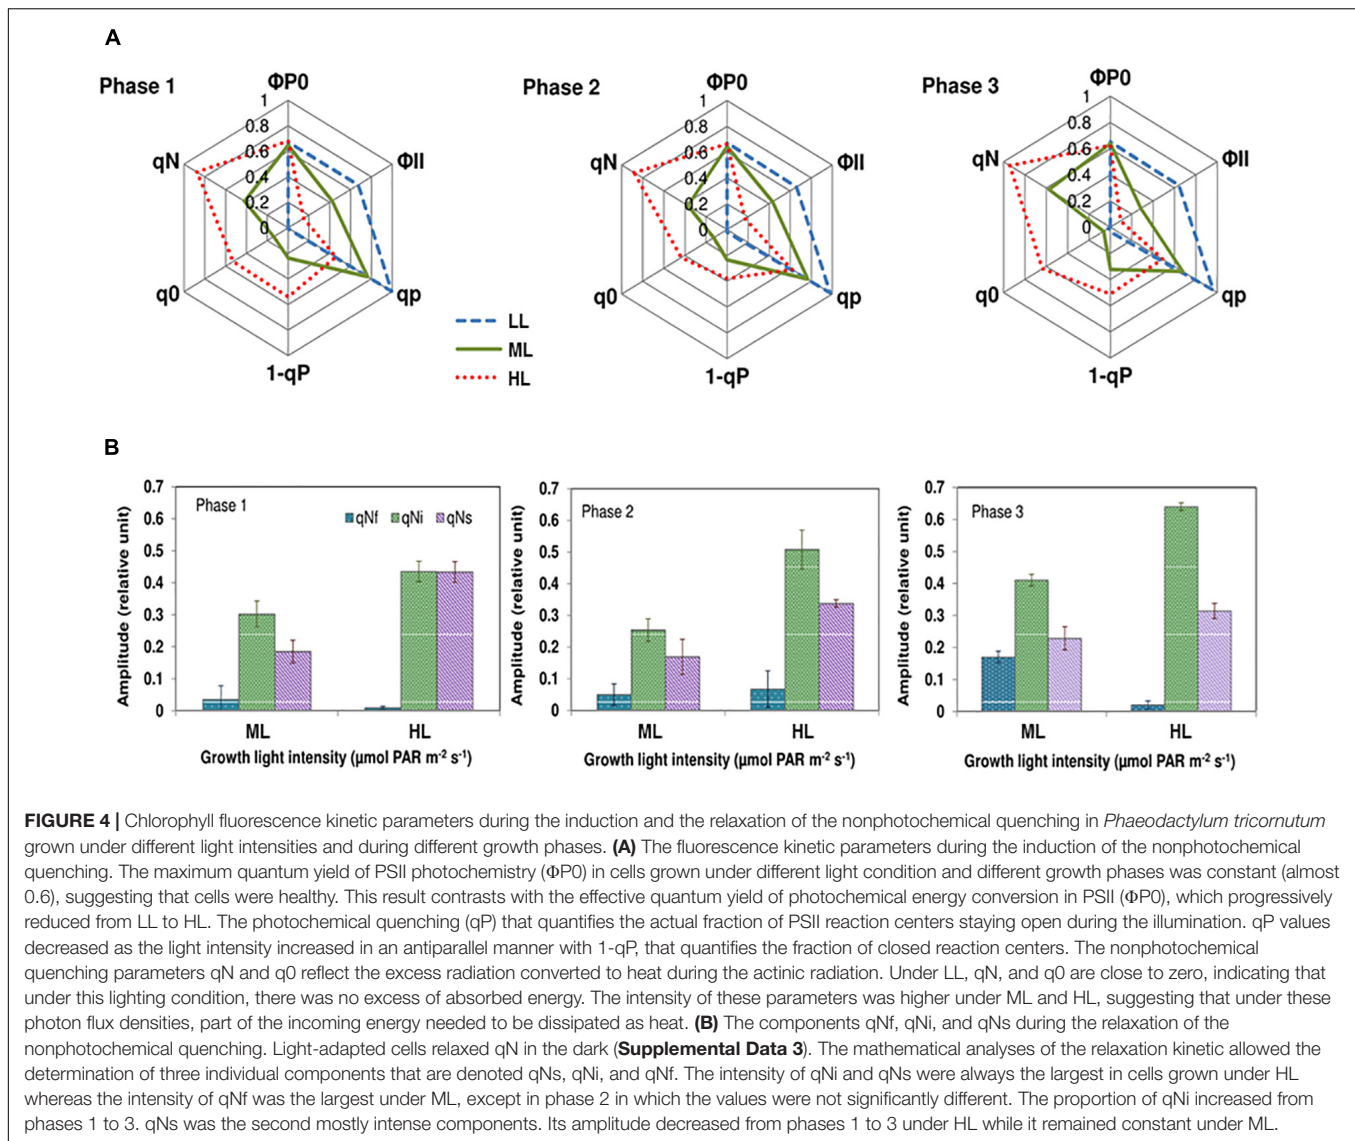 A
Phase 1
ΦP0
1
0.8
0.6
0.4
0.2
0
qN
ΦII
q0
qp
1-qP
Phase 2
ΦP0
1
0.8
0.6
0.4
0.2
0
qN
ΦII
q0
qp
1-qP
Phase 3
ΦP0
1
0.8
0.6
0.4
0.2
0
qN
ΦII
q0
qp
1-qP
LL
ML
HL
B
Amplitude (relative unit)
0.7
0.6
0.5
0.4
0.3
0.2
0.1
0
Phase 1
qNf qNi qNs
ML HL
Growth light intensity (µmol PAR m-2 s-1)
Amplitude (relative unit)
0.7
0.6
0.5
0.4
0.3
0.2
0.1
0
Phase 2
ML HL
Growth light intensity (µmol PAR m-2 s-1)
Amplitude (relative unit)
0.7
0.6
0.5
0.4
0.3
0.2
0.1
0
Phase 3
ML HL
Growth light intensity (µmol PAR m-2 s-1)
FIGURE 4 | Chlorophyll fluorescence kinetic parameters during the induction and the relaxation of the nonphotochemical quenching in Phaeodactylum tricornutum
grown under different light intensities and during different growth phases. (A) The fluorescence kinetic parameters during the induction of the nonphotochemical
quenching. The maximum quantum yield of PSII photochemistry (ΦP0) in cells grown under different light condition and different growth phases was constant (almost
0.6), suggesting that cells were healthy. This result contrasts with the effective quantum yield of photochemical energy conversion in PSII (ΦP0), which progressively
reduced from LL to HL. The photochemical quenching (qP) that quantifies the actual fraction of PSII reaction centers staying open during the illumination. qP values
decreased as the light intensity increased in an antiparallel manner with 1-qP, that quantifies the fraction of closed reaction centers. The nonphotochemical
quenching parameters qN and q0 reflect the excess radiation converted to heat during the actinic radiation. Under LL, qN, and q0 are close to zero, indicating that
under this lighting condition, there was no excess of absorbed energy. The intensity of these parameters was higher under ML and HL, suggesting that under these
photon flux densities, part of the incoming energy needed to be dissipated as heat. (B) The components qNf, qNi, and qNs during the relaxation of the
nonphotochemical quenching. Light-adapted cells relaxed qN in the dark (Supplemental Data 3). The mathematical analyses of the relaxation kinetic allowed the
determination of three individual components that are denoted qNs, qNi, and qNf. The intensity of qNi and qNs were always the largest in cells grown under HL
whereas the intensity of qNf was the largest under ML, except in phase 2 in which the values were not significantly different. The proportion of qNi increased from
phases 1 to 3. qNs was the second mostly intense components. Its amplitude decreased from phases 1 to 3 under HL while it remained constant under ML.